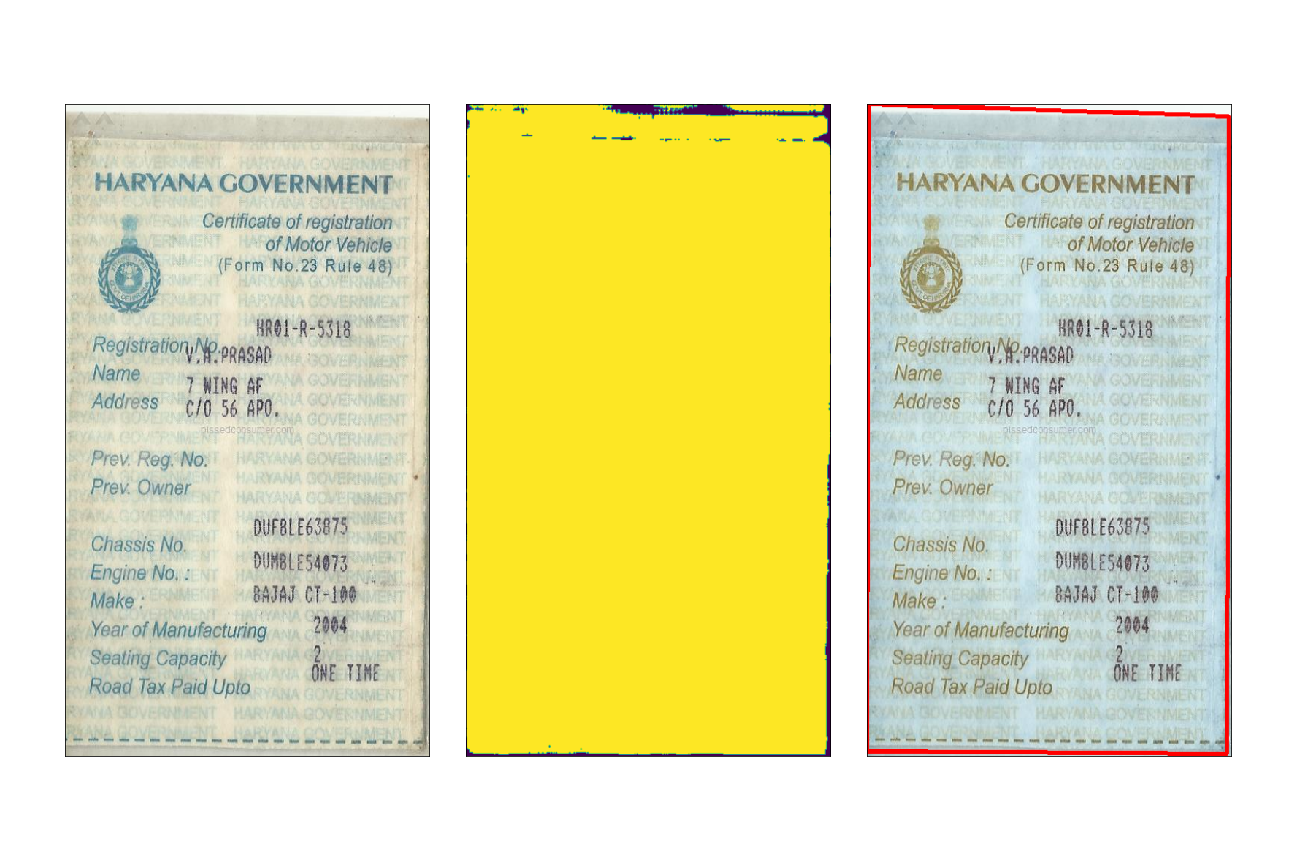 HARYANA GOVERNMENT
Certificate of registration
of Motor Vehicle
(Form No.23 Rule 48)
HR01-R-5318
Registration No.
V.A.PRASAD
Name
7 WING AF
Address C/O 56 APO.
pissedconsumer.com
Prev. Reg. No.
Prev. Owner
DUFBLE63875
Chassis No.
DUMBLE54073
Engine No. :
BAJAJ CT-100
Make :
2004
Year of Manufacturing
2
Seating Capacity
ONE TIME
Road Tax Paid Upto
HARYANA GOVERNMENT
Certificate of registration
of Motor Vehicle
(Form No.23 Rule 48)
HR01-R-5318
Registration No.
V.A.PRASAD
Name
7 WING AF
Address C/O 56 APO.
pissedconsumer.com
Prev. Reg. No.
Prev. Owner
DUFBLE63875
Chassis No.
DUMBLE54073
Engine No. :
BAJAJ CT-100
Make :
2004
Year of Manufacturing
2
Seating Capacity
ONE TIME
Road Tax Paid Upto